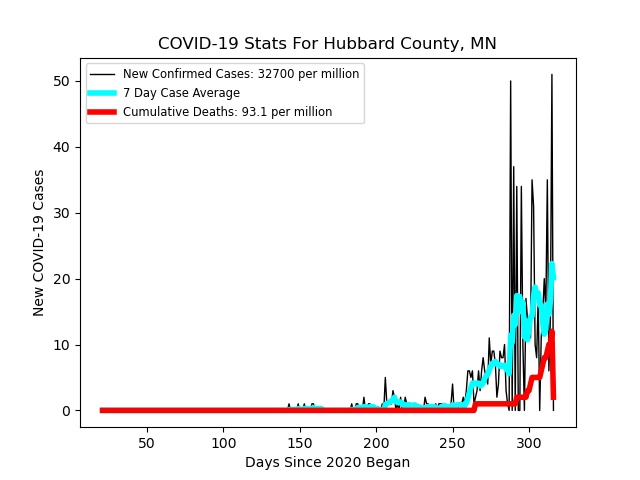 COVID-19 Stats For Hubbard County, MN
New Confirmed Cases: 32700 per million
7 Day Case Average
Cumulative Deaths: 93.1 per million
New COVID-19 Cases
50
40
30
20
10
0
50 100 150 200 250 300
Days Since 2020 Began